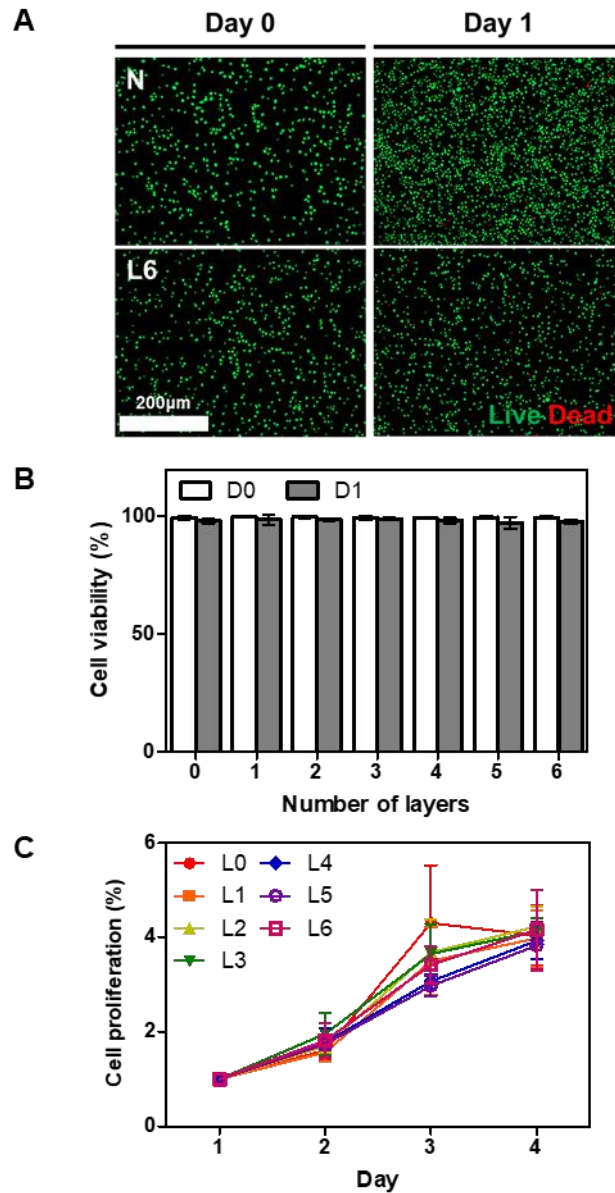 A
Day 0 Day 1
N
L6
200µm
Live Dead
B
D0 D1
Cell viability (%)
100
50
0
0 1 2 3 4 5 6
Number of layers
C
Cell proliferation (%)
6
4
2
0
L0 L4
L1 L5
L2 L6
L3
1 2 3 4
Day